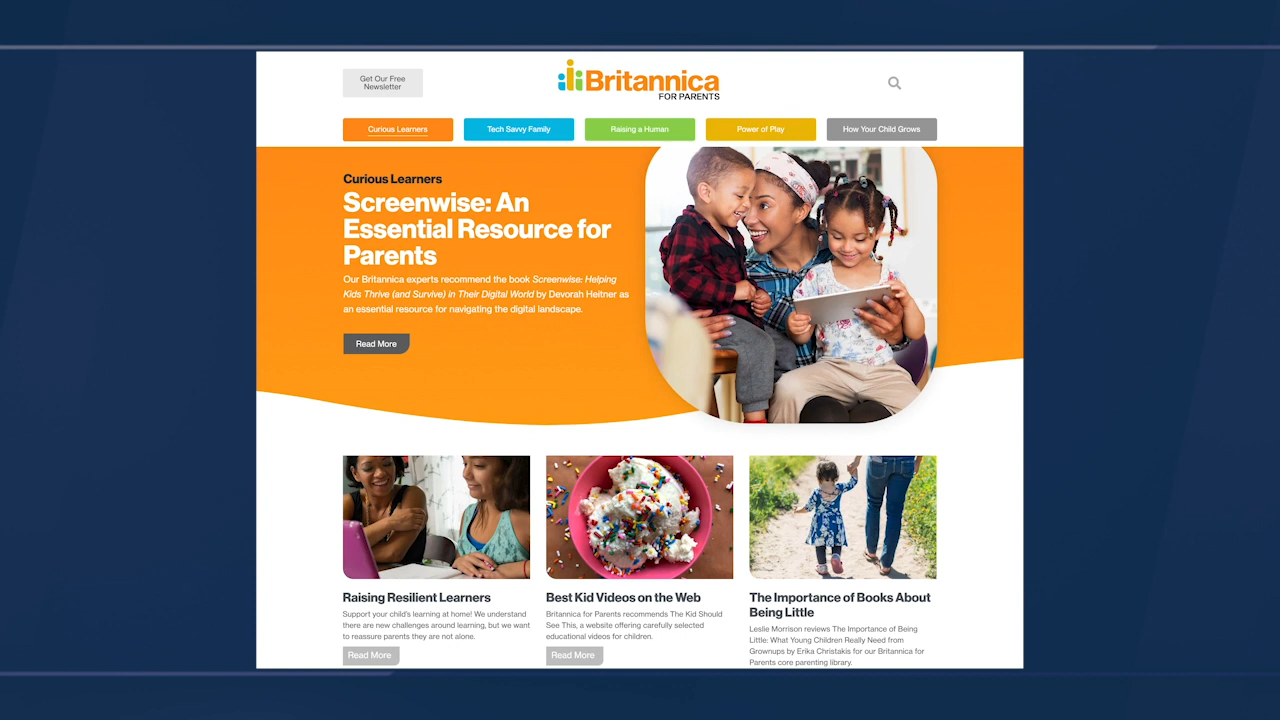 Get Our Free
Newsletter
Britannica
FOR PARENTS
Curious Learners
Tech Savvy Family
Raising a Human
Power of Play
How Your Child Grows
Curious Learners
Screenwise: An
Essential Resource for
Parents
Our Britannica experts recommend the book Screenwise: Helping
Kids Thrive (and Survive) in Their Digital World by Devorah Heitner as
an essential resource for navigating the digital landscape.
Read More
Raising Resilient Learners
Support your child's learning at home! We understand
there are new challenges around learning, but we want
to reassure parents they are not alone.
Read More
Best Kid Videos on the Web
Britannica for Parents recommends The Kid Should
See This, a website offering carefully selected
educational videos for children.
Read More
The Importance of Books About
Being Little
Leslie Morrison reviews The Importance of Being
Little: What Young Children Really Need from
Grownups by Erika Christakis for our Britannica for
Parents core parenting library.